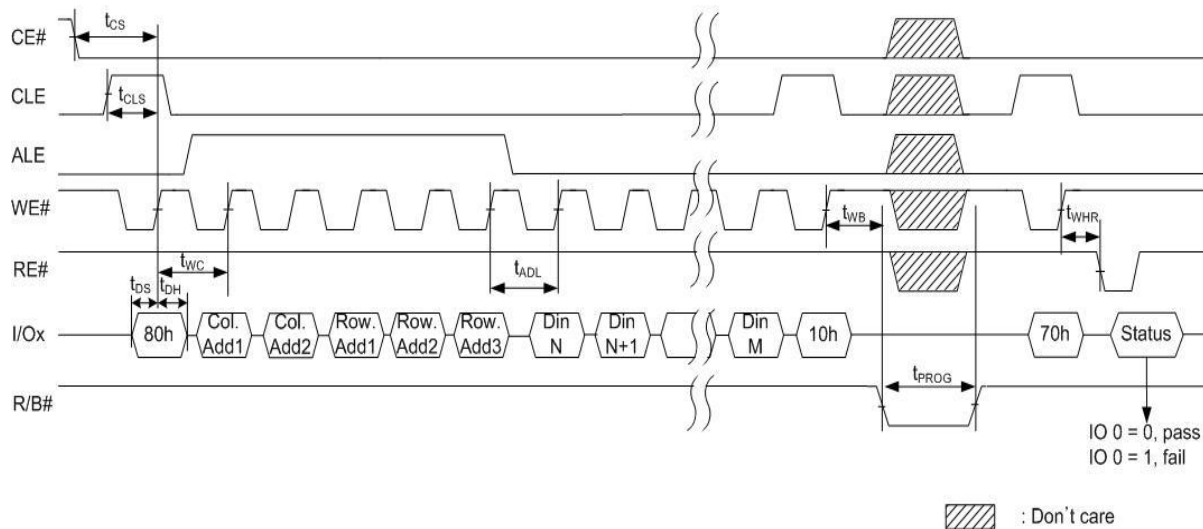 CE#
tCS
CLE
tCLS
ALE
WE#
tWB
tWHR
RE#
tWC
tADL
tDS
tDH
I/Ox
80h
Col. Add1
Col. Add2
Row. Add1
Row. Add2
Row. Add3
Din N
Din N+1
Din M
10h
70h
Status
tPROG
R/B#
IO 0 = 0, pass
IO 0 = 1, fail
: Don`t care